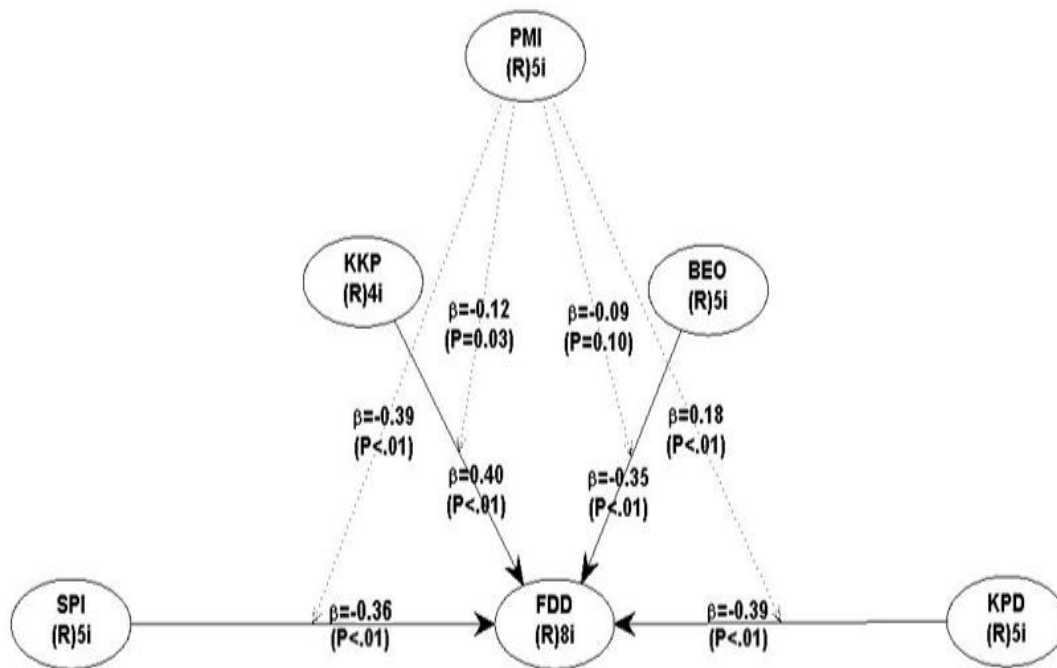 PMI
(R)5i
KKP
(R)4i
BEO
(R)5i
β=-0.12
(P=0.03)
β=-0.09
(P=0.10)
β=-0.39
(P<.01)
β=0.18
(P<.01)
β=0.40
(P<.01)
β=-0.35
(P<.01)
SPI
(R)5i
β=-0.36
(P<.01)
FDD
(R)8i
β=-0.39
(P<.01)
KPD
(R)5i